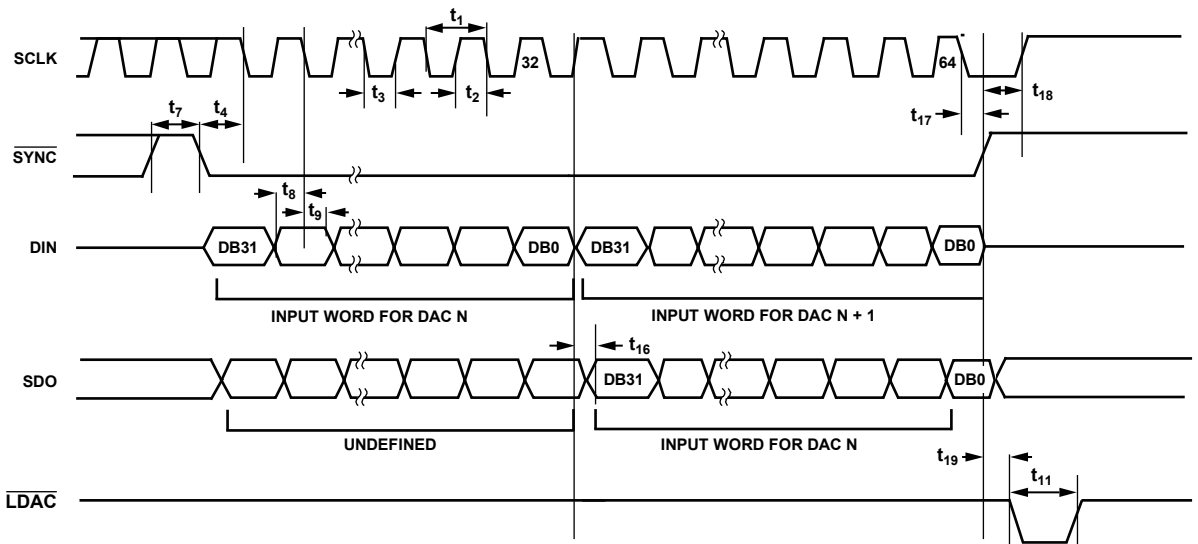 t1
SCLK
32
64
t3
t2
t18
t7
t4
t17
SYNC
t8
t9
DIN
DB31
DB0
DB31
DB0
INPUT WORD FOR DAC N
INPUT WORD FOR DAC N + 1
t16
SDO
DB31
DB0
UNDEFINED
INPUT WORD FOR DAC N
t19
t11
LDAC